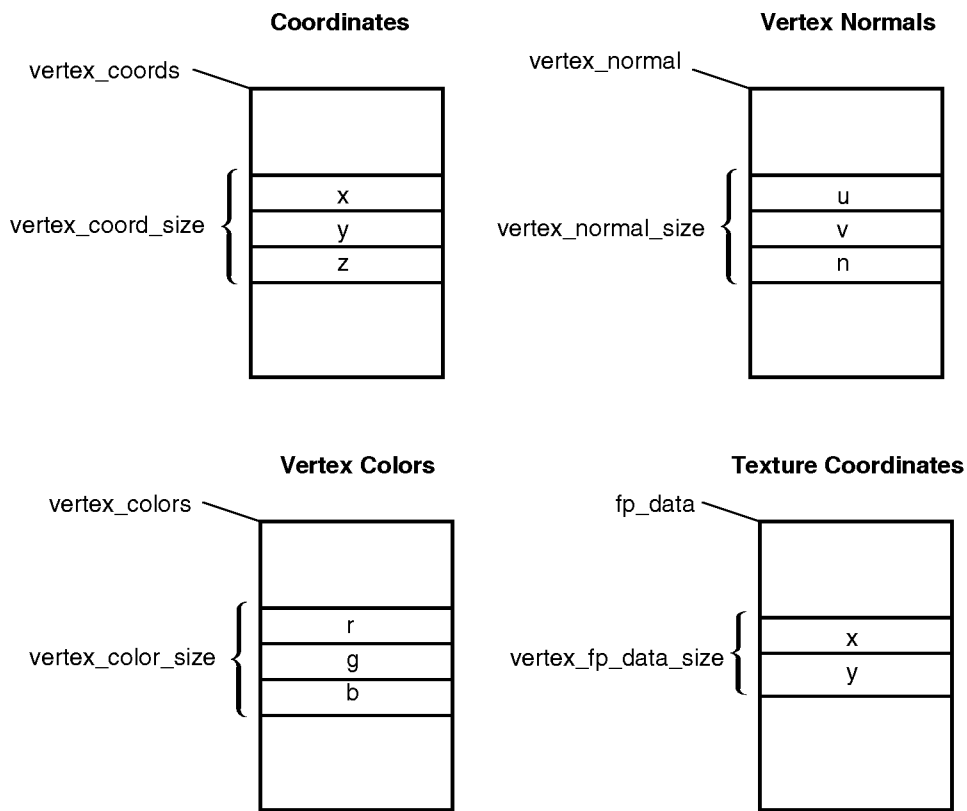 Coordinates
vertex_coords
x
vertex_coord_size
y
z
Vertex Normals
vertex_normal
u
vertex_normal_size
v
n
Vertex Colors
vertex_colors
r
vertex_color_size
g
b
Texture Coordinates
fp_data
x
vertex_fp_data_size
y